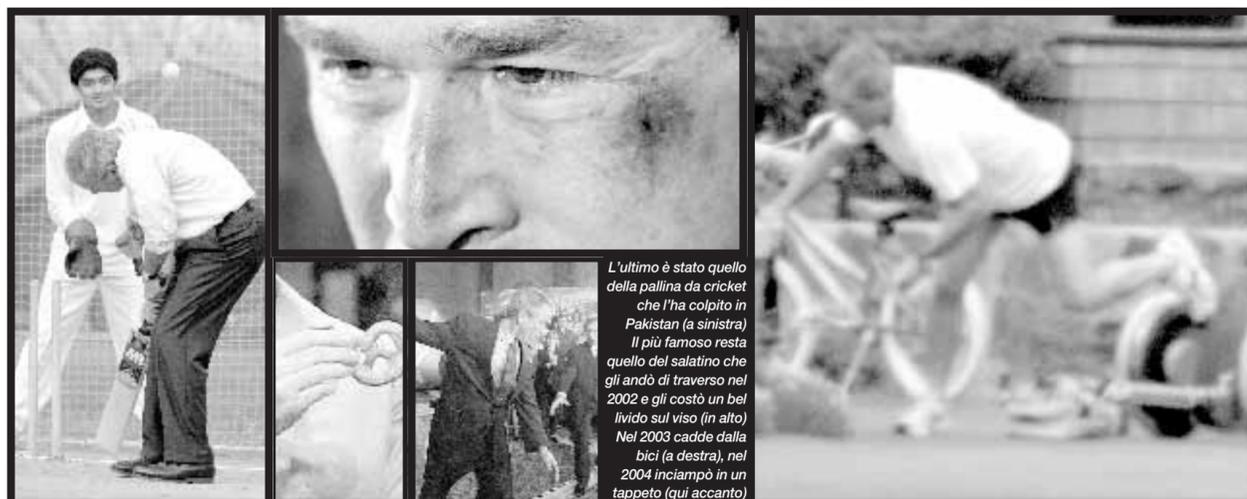 L'ultimo è stato quello
della pallina da cricket
che l'ha colpito in
Pakistan (a sinistra)
Il più famoso resta
quello del salatino che
gli andò di traverso nel
2002 e gli costò un bel
livido sul viso (in alto)
Nel 2003 cadde dalla
bici (a destra), nel
2004 inciampò in un
tappeto (qui accanto)